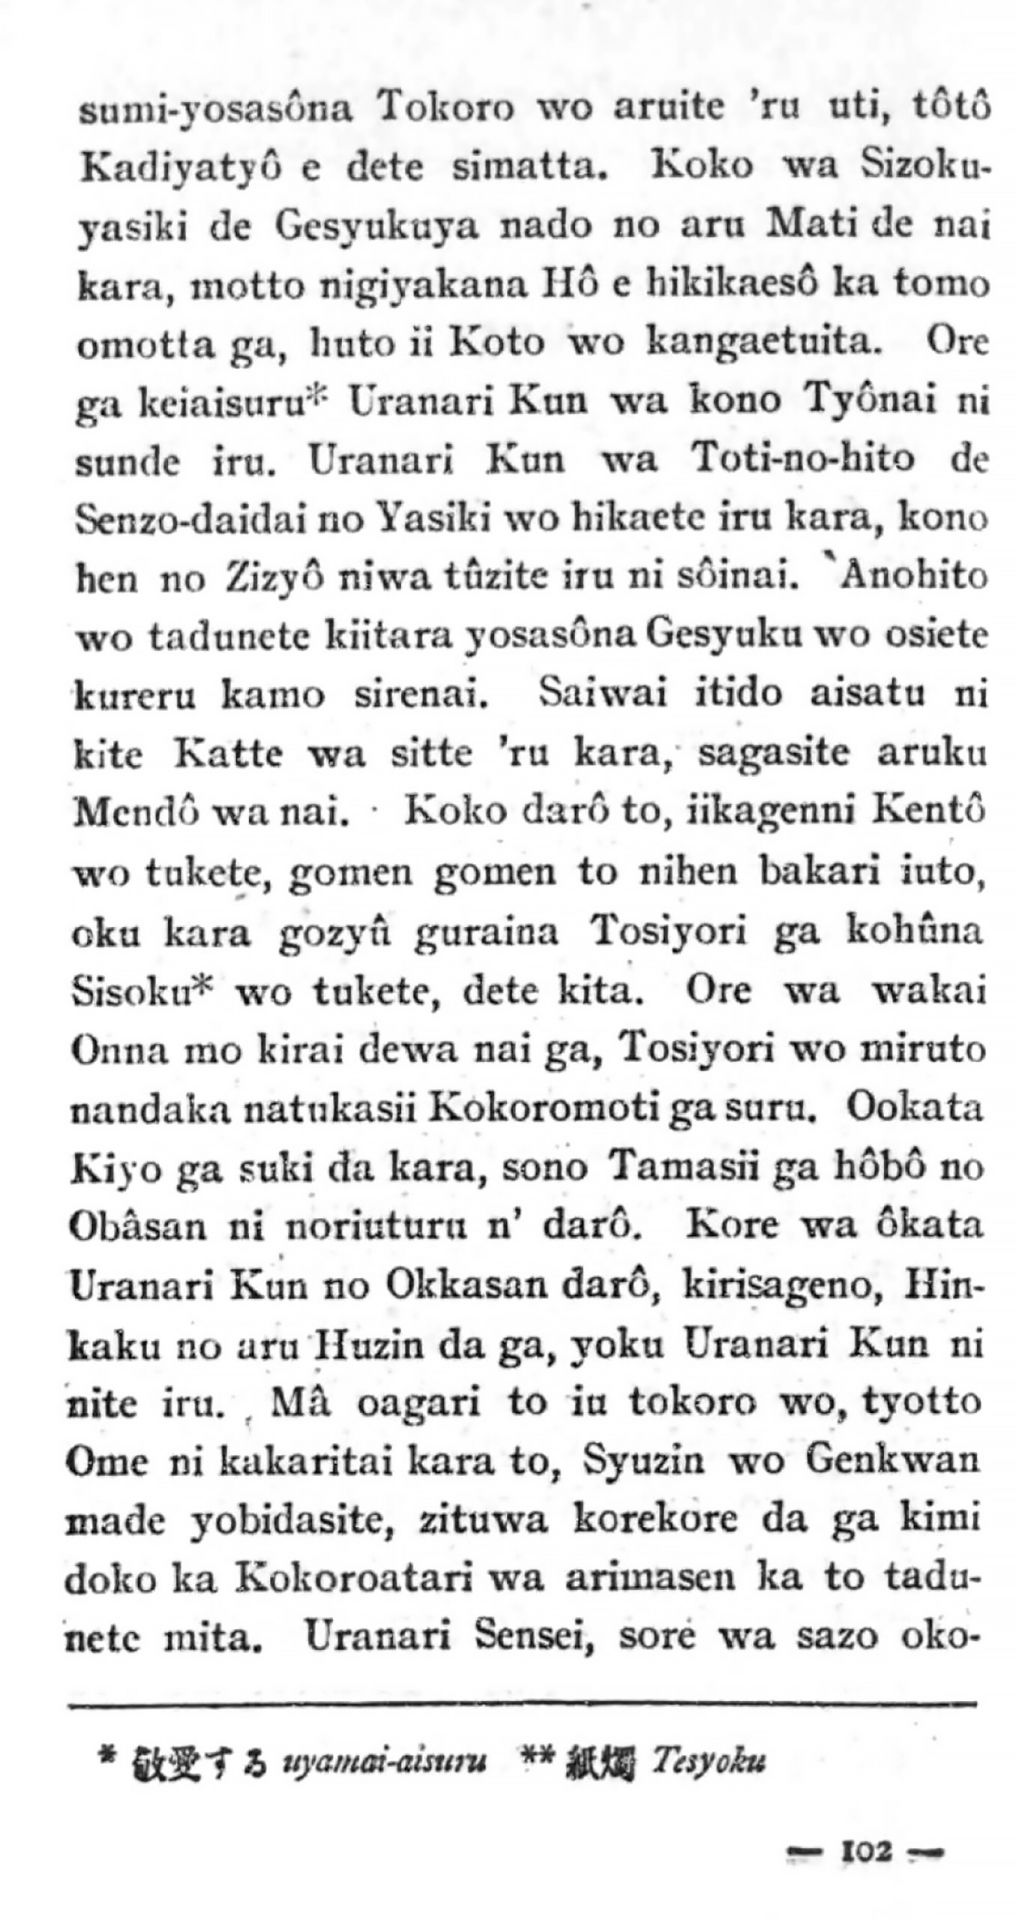 sumi-yosasôna Tokoro wo aruite ’ru uti, tôtô
Kadiyatyô e dete simatta. Koko wa Sizoku-
yasiki de Gesyukuya nado no aru Mati de nai
kara, motto nigiyakana Hô e hikikaesô ka tomo
omotta ga, huto ii Koto wo kangaetuita. Ore
ga keiaisuru* Uranari Kun wa kono Tyônai ni
sunde iru. Uranari Kun wa Toti-no-hito de
Senzo-daidai no Yasiki wo hikaete iru kara, kono
hen no Zizyô niwa tûzite iru ni sôinai. Anohito
wo tadunete kiitara yosasôna Gesyuku wo osiete
kureru kamo sirenai. Saiwai itido aisatu ni
kite Katte wa sitte ’ru kara, sagasite aruku
Mendô wa nai. Koko darô to, iikagenni Kentô
wo tukete, gomen gomen to nihen bakari iuto,
oku kara gozyû guraina Tosiyori ga kohûna
Sisoku* wo tukete, dete kita. Ore wa wakai
Onna mo kirai dewa nai ga, Tosiyori wo miruto
nandaka natukasii Kokoromoti ga suru. Ookata
Kiyo ga suki da kara, sono Tamasii ga hôbô no
Obâsan ni noriuturu n’ darô. Kore wa ôkata
Uranari Kun no Okkasan darô, kirisageno, Hin-
kaku no aru Huzin da ga, yoku Uranari Kun ni
nite iru. Mâ oagari to iu tokoro wo, tyotto
Ome ni kakaritai kara to, Syuzin wo Genkwan
made yobidasite, zituwa korekore da ga kimi
doko ka Kokoroatari wa arimasen ka to tadu-
nete mita. Uranari Sensei, sore wa sazo oko-
* 敬愛する uyamai-aisuru ** 紙燭 Tesyoku
— 102 —